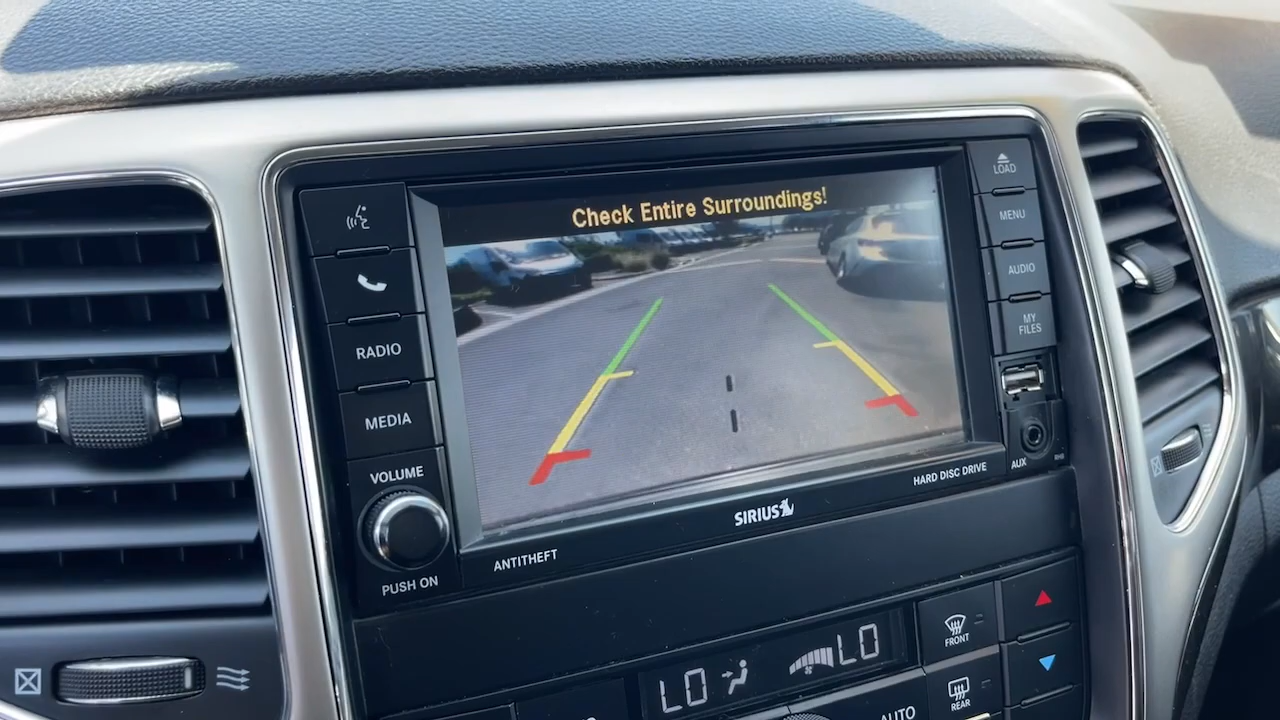 Check Entire Surroundings!
LOAD
MENU
AUDIO
MY
FILES
RADIO
MEDIA
VOLUME
PUSH ON
ANTITHEFT
SIRIUS
HARD DISC DRIVE
AUX
LO
LO
FRONT
REAR
AUTO